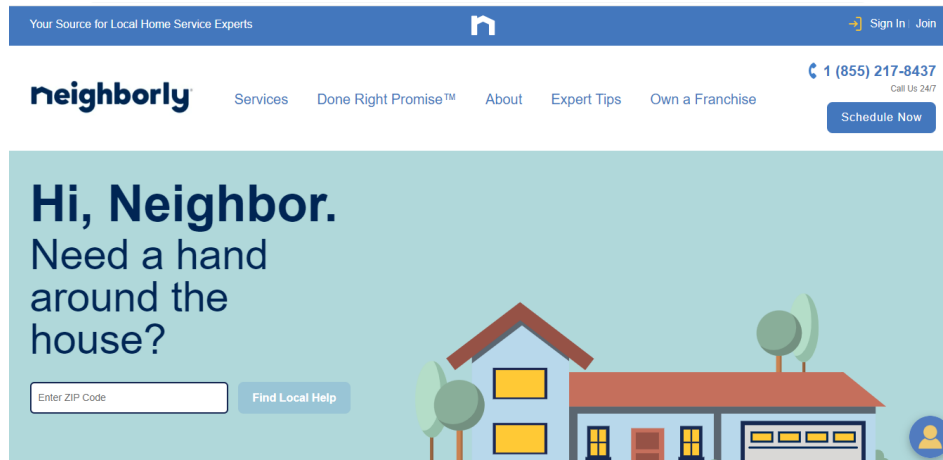 Your Source for Local Home Service Experts
Sign In | Join
neighborly
Services Done Right Promise™ About Expert Tips Own a Franchise
1 (855) 217-8437
Call Us 24/7
Schedule Now
Hi, Neighbor.
Need a hand
around the
house?
Enter ZIP Code
Find Local Help